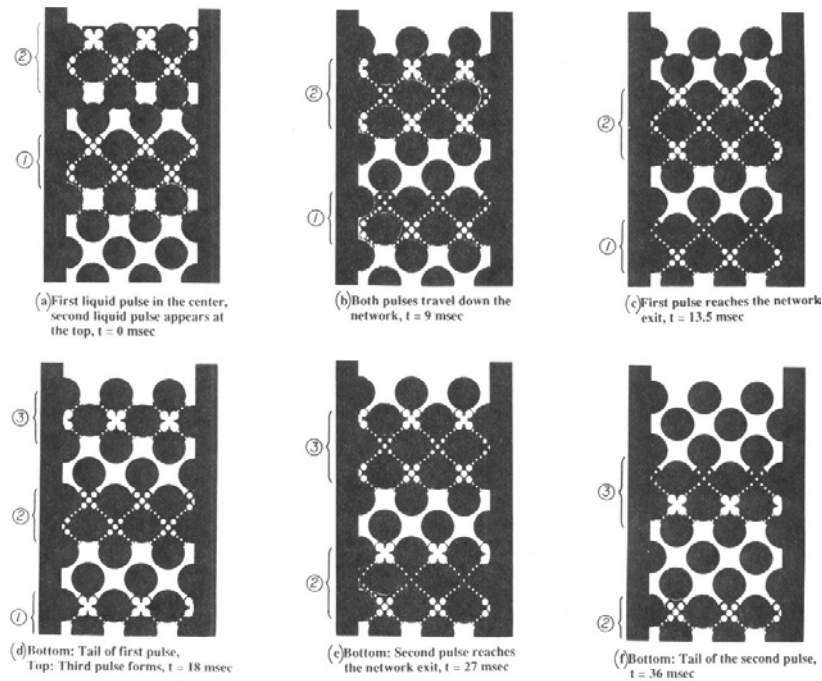 ②
①
(a) First liquid pulse in the center,
second liquid pulse appears at
the top, t = 0 msec
②
①
(b) Both pulses travel down the
network, t = 9 msec
②
①
(c) First pulse reaches the network
exit, t = 13.5 msec
③
②
①
(d) Bottom: Tail of first pulse,
Top: Third pulse forms, t = 18 msec
③
②
(e) Bottom: Second pulse reaches
the network exit, t = 27 msec
③
②
(f) Bottom: Tail of the second pulse,
t = 36 msec